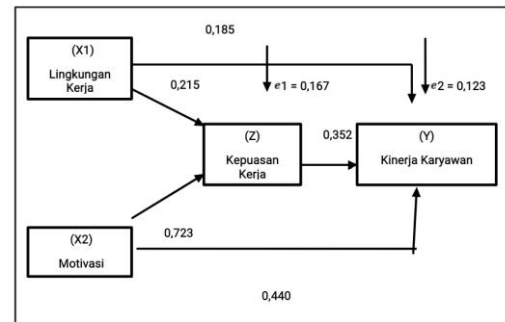 0,185
(X1)
Lingkungan
Kerja
0,215
e1 = 0,167
e2 = 0,123
(Z)
Kepuasan
Kerja
0,352
(Y)
Kinerja Karyawan
(X2)
Motivasi
0,723
0,440